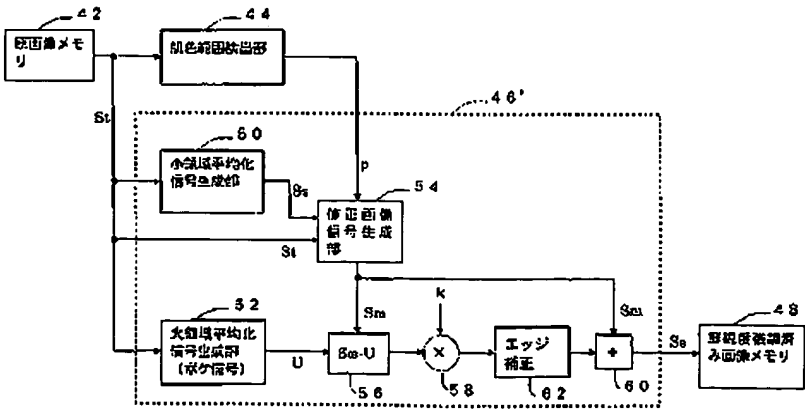 42
原画像メモ
リ
44
肌色範囲検出部
46'
St
50
小領域平均化
信号生成部
Ss
p
54
修正画像
信号生成
部
St
Sm
Sm
k
52
大領域平均化
信号生成部
(ボケ信号)
U
Sm-U
56
×
58
エッジ
補正
62
+
60
Se
48
鮮鋭度強調済
み画像メモリ